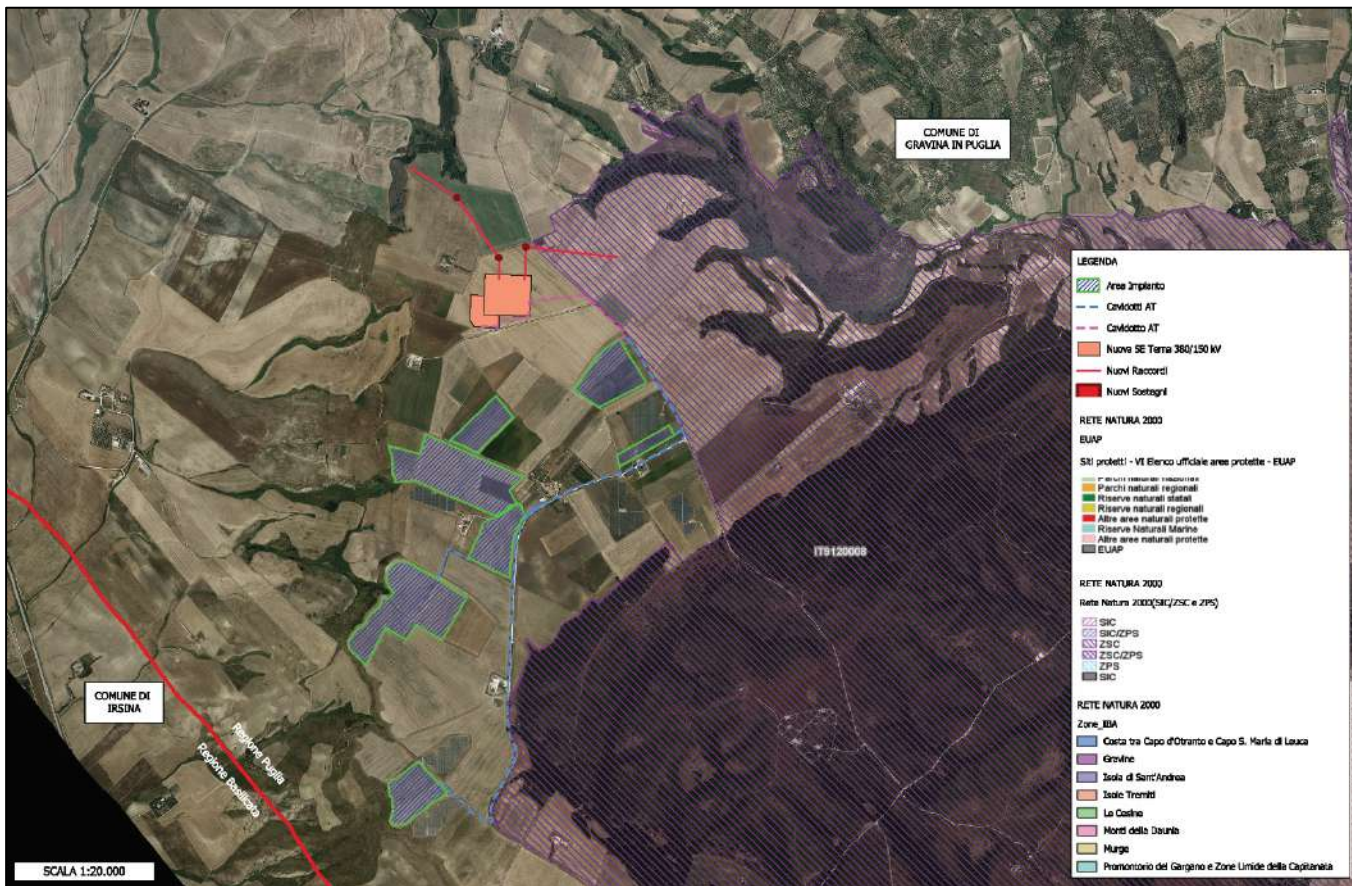 COMUNE DI
GRAVINA IN PUGLIA
IT9120008
COMUNE DI
IRSINA
Regione Puglia
Regione Basilicata
SCALA 1:20.000
LEGENDA
Area Impianto
Cavidotti AT
Cavidotto AT
Nuova SE Terna 380/150 kV
Nuovi Raccordi
Nuovi Sostegni
RETE NATURA 2000
EUAP
Siti protetti - VI Elenco ufficiale aree protette - EUAP
Parchi naturali nazionali
Parchi naturali regionali
Riserve naturali statali
Riserve naturali regionali
Altre aree naturali protette
Riserve Naturali Marine
Altre aree naturali protette
EUAP
RETE NATURA 2000
Rete Natura 2000(SIC/ZSC e ZPS)
SIC
SIC/ZPS
ZSC
ZSC/ZPS
ZPS
SIC
RETE NATURA 2000
Zone_IBA
Costa tra Capo d'Otranto e Capo S. Maria di Leuca
Gravine
Isola di Sant'Andrea
Isole Tremiti
Le Cesine
Monti della Daunia
Murge
Promontorio del Gargano e Zone Umide della Capitanata